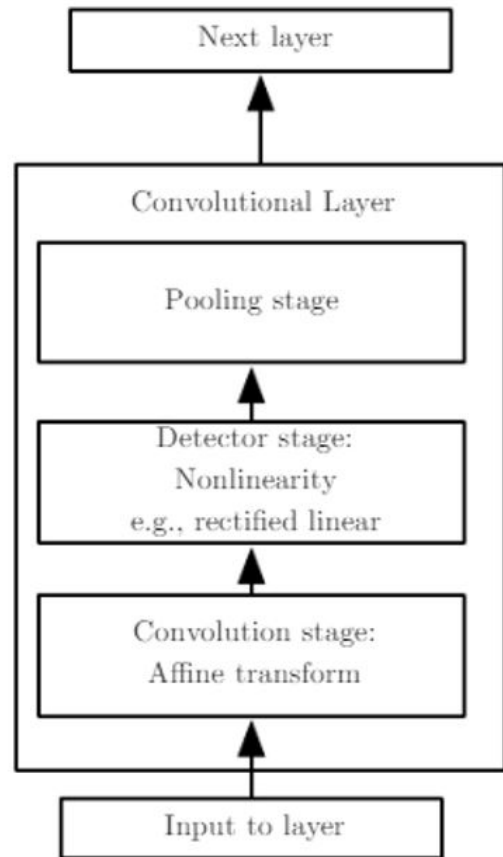 Next layer
Convolutional Layer
Pooling stage
Detector stage:
Nonlinearity
e.g., rectified linear
Convolution stage:
Affine transform
Input to layer